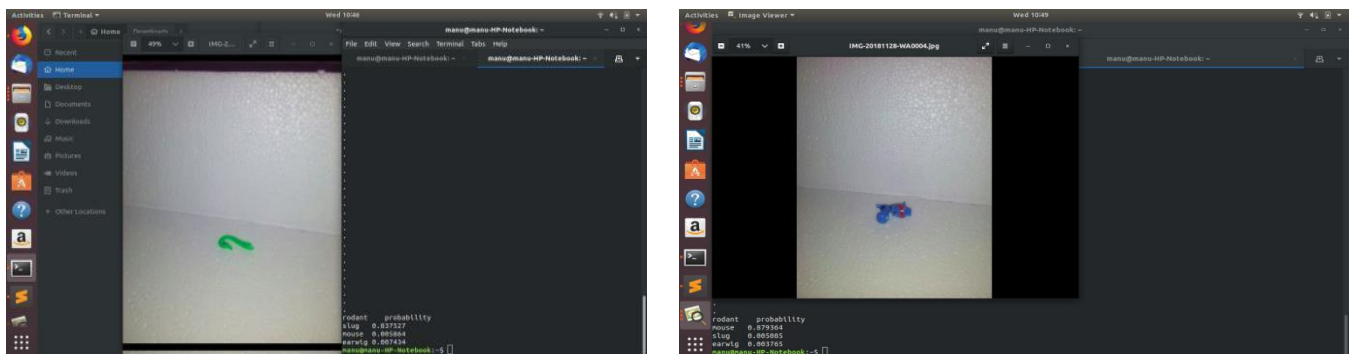 Activities Terminal Wed 10:46
Home Downloads
Recent
Home
Desktop
Documents
Downloads
Music
Pictures
Videos
Trash
+ Other Locations
49% IMG-2...
manu@manu-HP-Notebook: ~
File Edit View Search Terminal Tabs Help
manu@manu-HP-Notebook: ~ manu@manu-HP-Notebook: ~
rodant probability
slug 0.837527
mouse 0.005864
earwig 0.007434
manu@manu-HP-Notebook:~$
Activities Image Viewer Wed 10:49
manu@manu-HP-Notebook: ~
41% IMG-20181128-WA0004.jpg
manu@manu-HP-Notebook: ~
rodant probability
mouse 0.879364
slug 0.005085
earwig 0.003765
manu@manu-HP-Notebook:~$